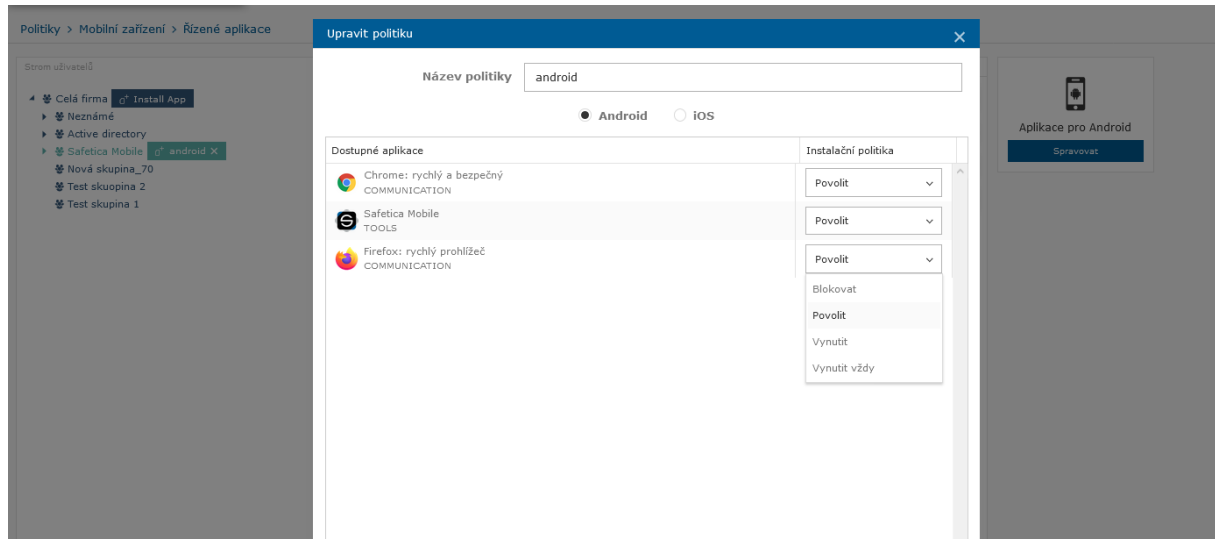 Politiky > Mobilní zařízení > Řízené aplikace
Strom uživatelů
Celá firma Install App
Neznámé
Active directory
Safetica Mobile android X
Nová skupina_70
Test skuopina 2
Test skupina 1
Upravit politiku
Název politiky android
Android iOS
Dostupné aplikace Instalační politika
Chrome: rychlý a bezpečný
COMMUNICATION
Povolit
Safetica Mobile
TOOLS
Povolit
Firefox: rychlý prohlížeč
COMMUNICATION
Povolit
Blokovat
Povolit
Vynutit
Vynutit vždy
Aplikace pro Android
Spravovat